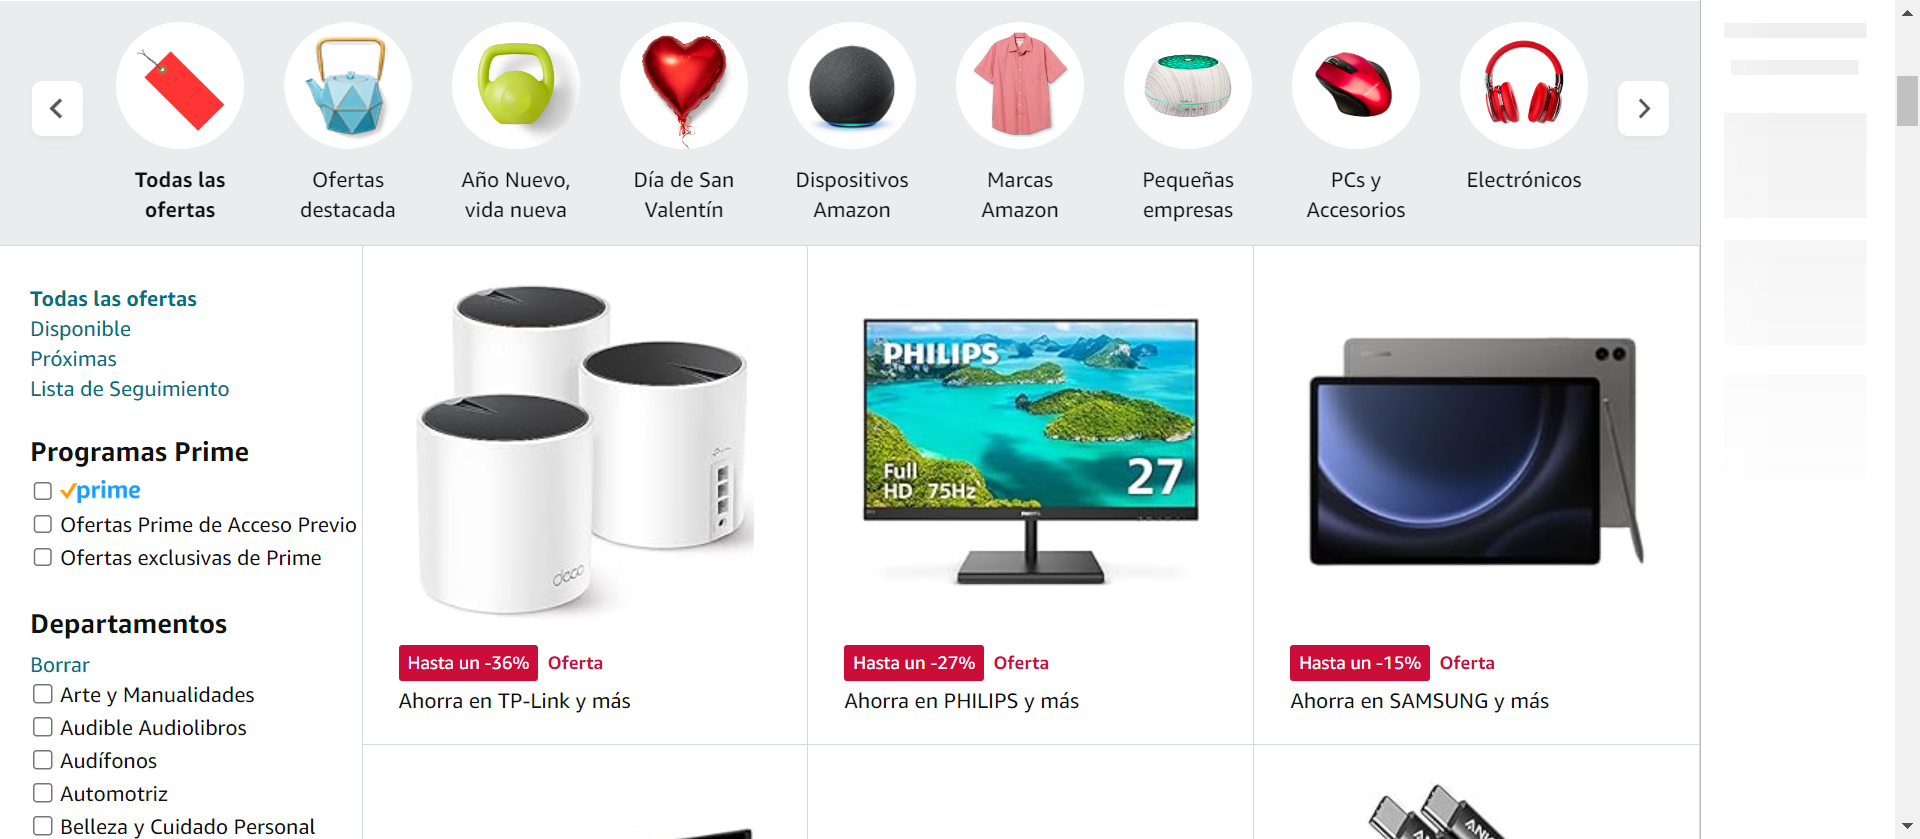 Todas las
ofertas
Ofertas
destacada
Año Nuevo,
vida nueva
Día de San
Valentín
Dispositivos
Amazon
Marcas
Amazon
Pequeñas
empresas
PCs y
Accesorios
Electrónicos
Todas las ofertas
Disponible
Próximas
Lista de Seguimiento
Programas Prime
prime
Ofertas Prime de Acceso Previo
Ofertas exclusivas de Prime
Departamentos
Borrar
Arte y Manualidades
Audible Audiolibros
Audífonos
Automotriz
Belleza y Cuidado Personal
deco
Hasta un -36% Oferta
Ahorra en TP-Link y más
PHILIPS
Full
HD 75Hz
27
PHILIPS
Hasta un -27% Oferta
Ahorra en PHILIPS y más
Hasta un -15% Oferta
Ahorra en SAMSUNG y más